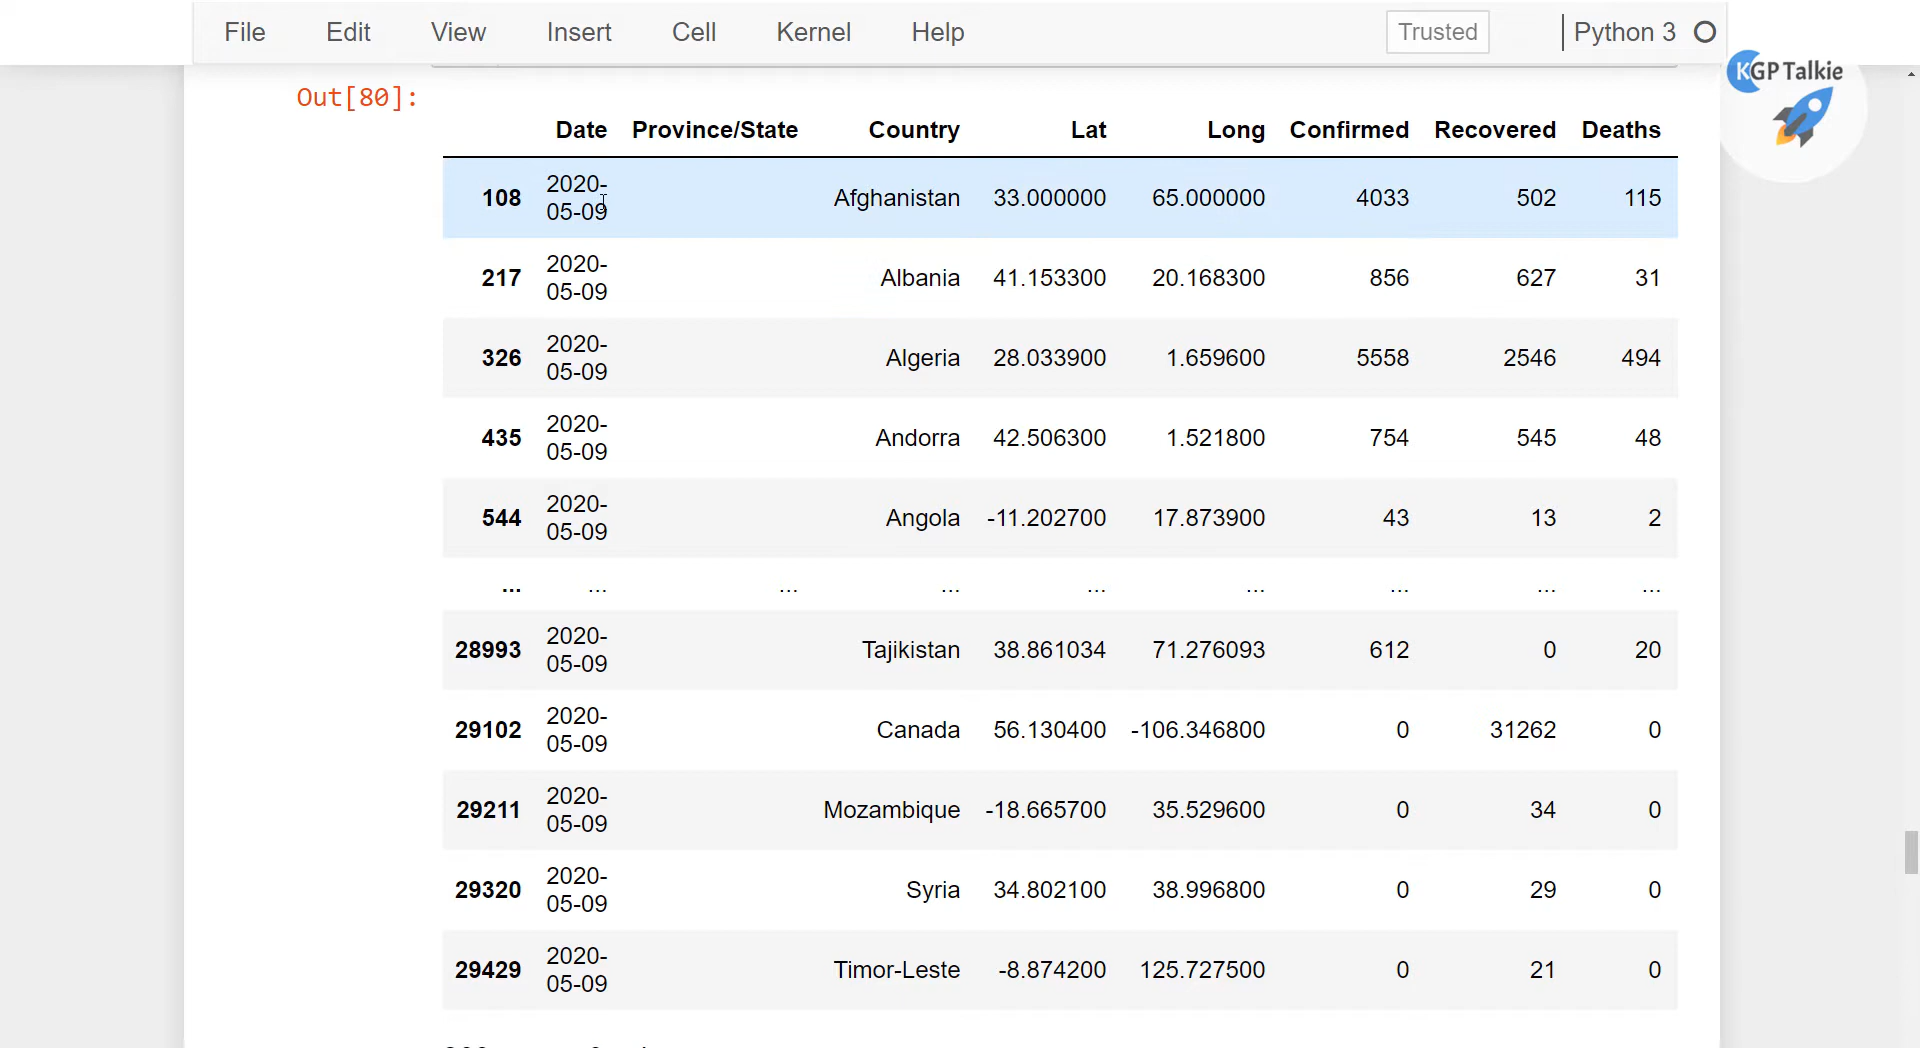 File Edit View Insert Cell Kernel Help Trusted Python 3
KGP Talkie
Out[80]:
Date Province/State Country Lat Long Confirmed Recovered Deaths
108 2020-05-09 Afghanistan 33.000000 65.000000 4033 502 115
217 2020-05-09 Albania 41.153300 20.168300 856 627 31
326 2020-05-09 Algeria 28.033900 1.659600 5558 2546 494
435 2020-05-09 Andorra 42.506300 1.521800 754 545 48
544 2020-05-09 Angola -11.202700 17.873900 43 13 2
... ... ... ... ... ... ... ... ...
28993 2020-05-09 Tajikistan 38.861034 71.276093 612 0 20
29102 2020-05-09 Canada 56.130400 -106.346800 0 31262 0
29211 2020-05-09 Mozambique -18.665700 35.529600 0 34 0
29320 2020-05-09 Syria 34.802100 38.996800 0 29 0
29429 2020-05-09 Timor-Leste -8.874200 125.727500 0 21 0